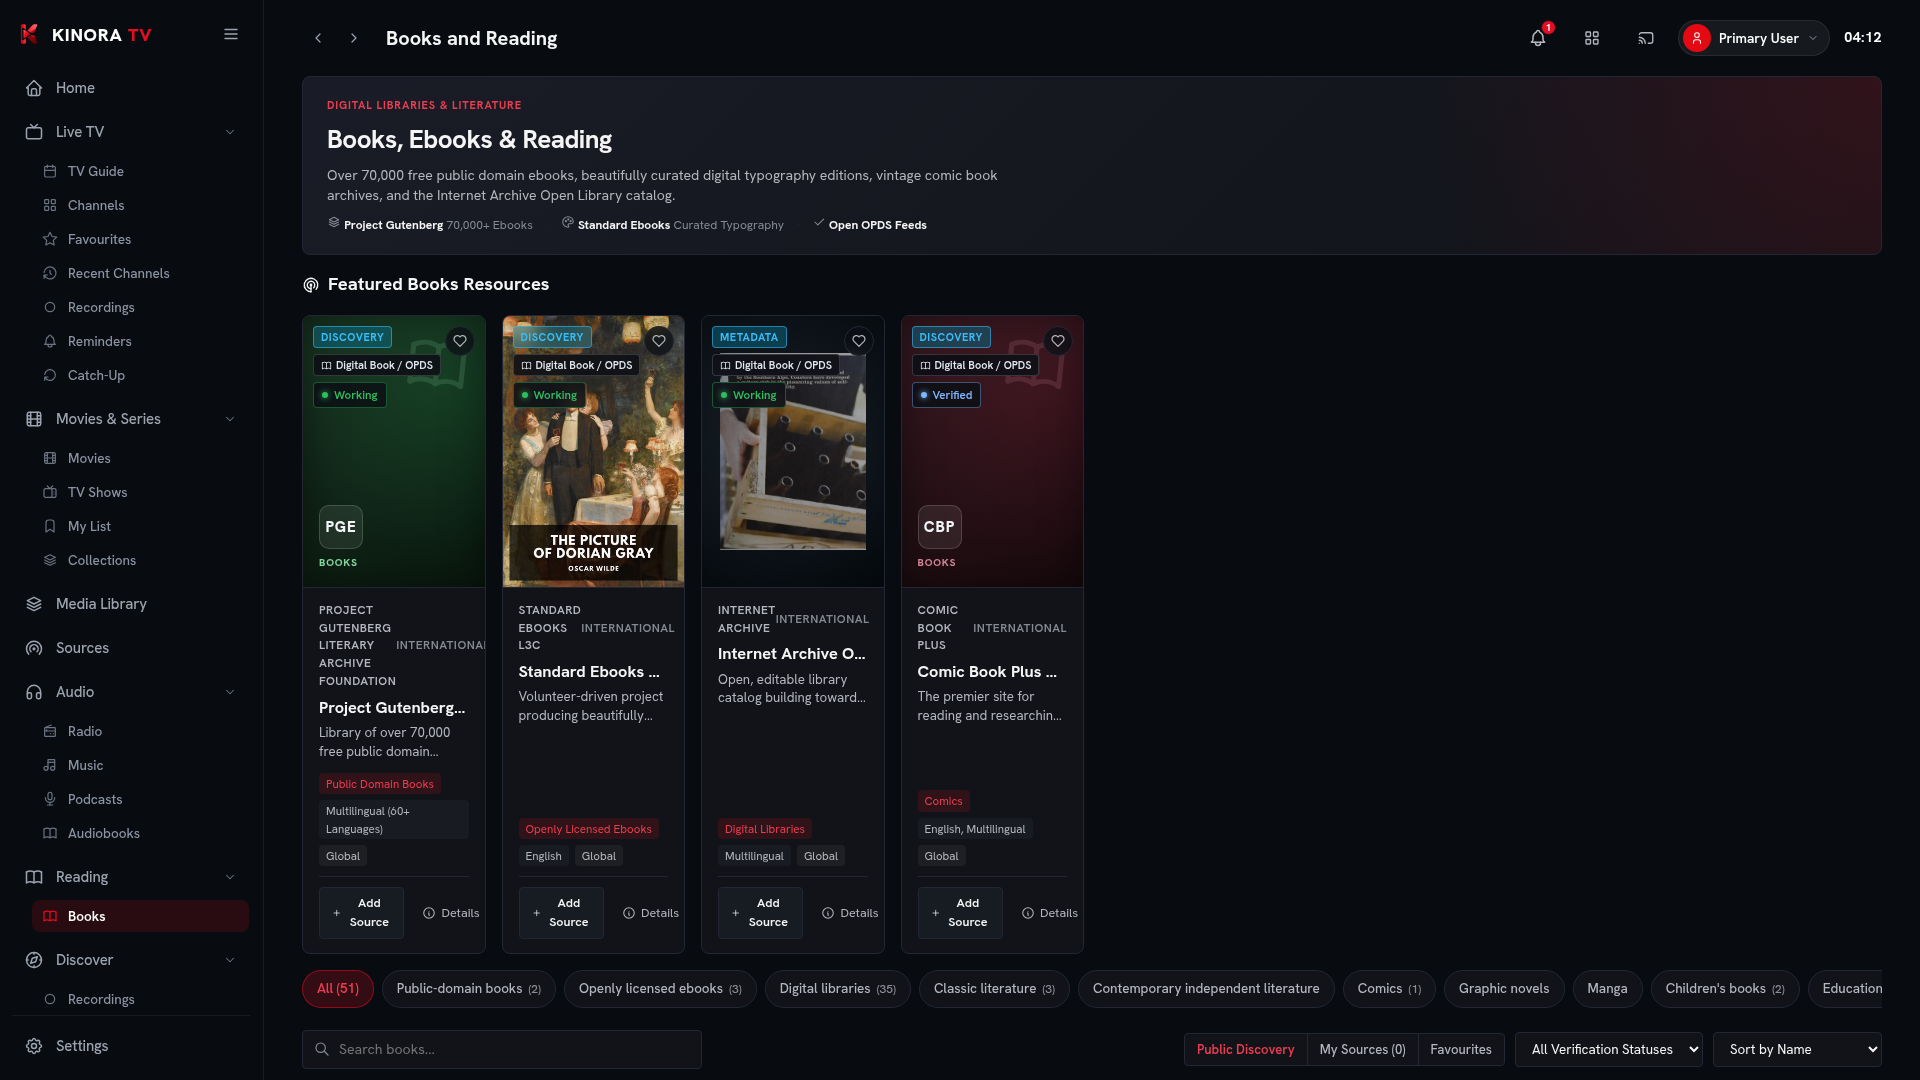 KINORA TV
Home
Live TV
TV Guide
Channels
Favourites
Recent Channels
Recordings
Reminders
Catch-Up
Movies & Series
Movies
TV Shows
My List
Collections
Media Library
Sources
Audio
Radio
Music
Podcasts
Audiobooks
Reading
Books
Discover
Recordings
Settings
Books and Reading
1
Primary User
04:12
DIGITAL LIBRARIES & LITERATURE
Books, Ebooks & Reading
Over 70,000 free public domain ebooks, beautifully curated digital typography editions, vintage comic book
archives, and the Internet Archive Open Library catalog.
Project Gutenberg 70,000+ Ebooks
Standard Ebooks Curated Typography
Open OPDS Feeds
Featured Books Resources
DISCOVERY
Digital Book / OPDS
Working
PGE
BOOKS
PROJECT
GUTENBERG
LITERARY
ARCHIVE
FOUNDATION
INTERNATIONAL
Project Gutenberg...
Library of over 70,000
free public domain...
Public Domain Books
Multilingual (60+
Languages)
Global
Add
Source
Details
DISCOVERY
Digital Book / OPDS
Working
THE PICTURE
OF DORIAN GRAY
OSCAR WILDE
STANDARD
EBOOKS
L3C
INTERNATIONAL
Standard Ebooks ...
Volunteer-driven project
producing beautifully...
Openly Licensed Ebooks
English
Global
Add
Source
Details
METADATA
Digital Book / OPDS
Working
INTERNET
ARCHIVE
INTERNATIONAL
Internet Archive O...
Open, editable library
catalog building toward...
Digital Libraries
Multilingual
Global
Add
Source
Details
DISCOVERY
Digital Book / OPDS
Verified
CBP
BOOKS
COMIC
BOOK
PLUS
INTERNATIONAL
Comic Book Plus ...
The premier site for
reading and researchin...
Comics
English, Multilingual
Global
Add
Source
Details
All (51)
Public-domain books (2)
Openly licensed ebooks (3)
Digital libraries (35)
Classic literature (3)
Contemporary independent literature
Comics (1)
Graphic novels
Manga
Children's books (2)
Education
Search books...
Public Discovery
My Sources (0)
Favourites
All Verification Statuses
Sort by Name